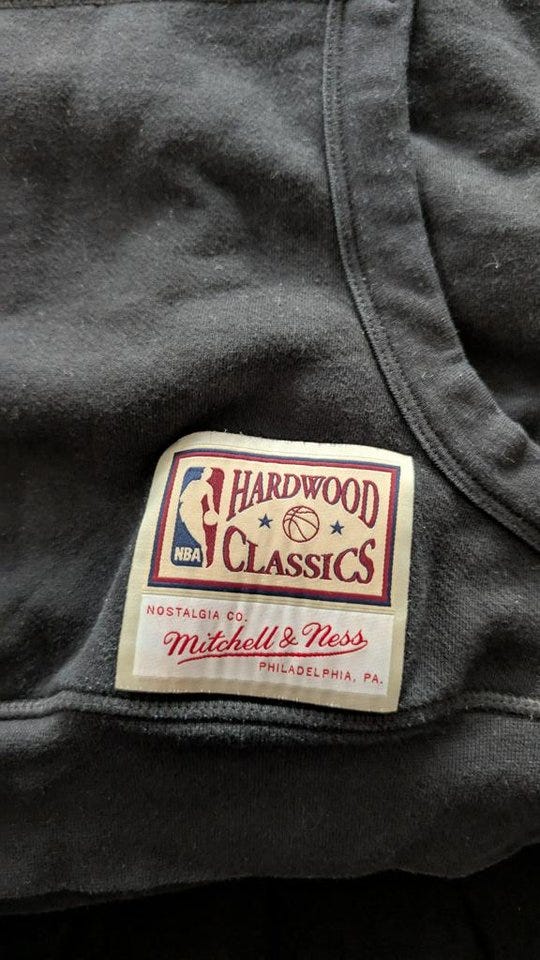 HARDWOOD
NBA
CLASSICS
NOSTALGIA CO.
Mitchell & Ness
PHILADELPHIA, PA.